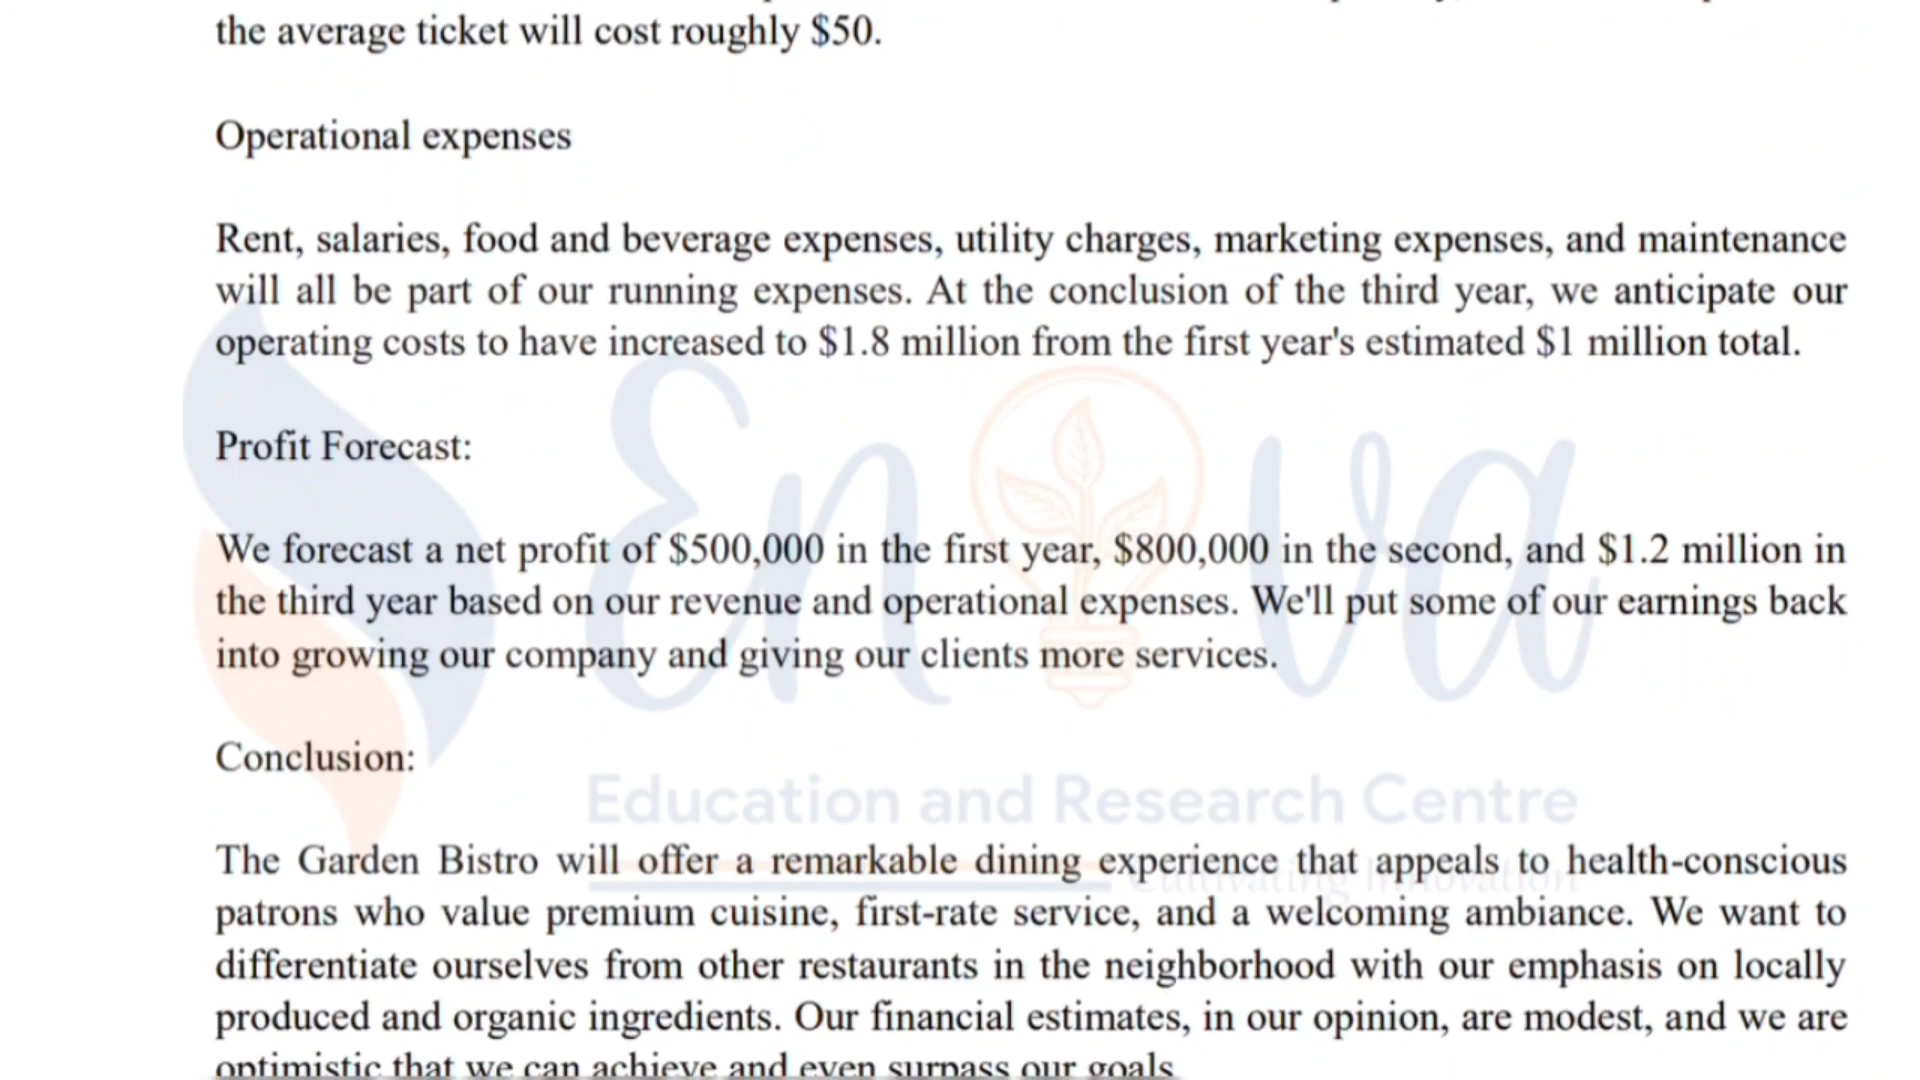 the average ticket will cost roughly $50.
Operational expenses
Rent, salaries, food and beverage expenses, utility charges, marketing expenses, and maintenance
will all be part of our running expenses. At the conclusion of the third year, we anticipate our
operating costs to have increased to $1.8 million from the first year's estimated $1 million total.
Profit Forecast:
We forecast a net profit of $500,000 in the first year, $800,000 in the second, and $1.2 million in
the third year based on our revenue and operational expenses. We'll put some of our earnings back
into growing our company and giving our clients more services.
Enova
Conclusion:
Education and Research Centre
Cultivating Innovation
The Garden Bistro will offer a remarkable dining experience that appeals to health-conscious
patrons who value premium cuisine, first-rate service, and a welcoming ambiance. We want to
differentiate ourselves from other restaurants in the neighborhood with our emphasis on locally
produced and organic ingredients. Our financial estimates, in our opinion, are modest, and we are
optimistic that we can achieve and even surpass our goals.